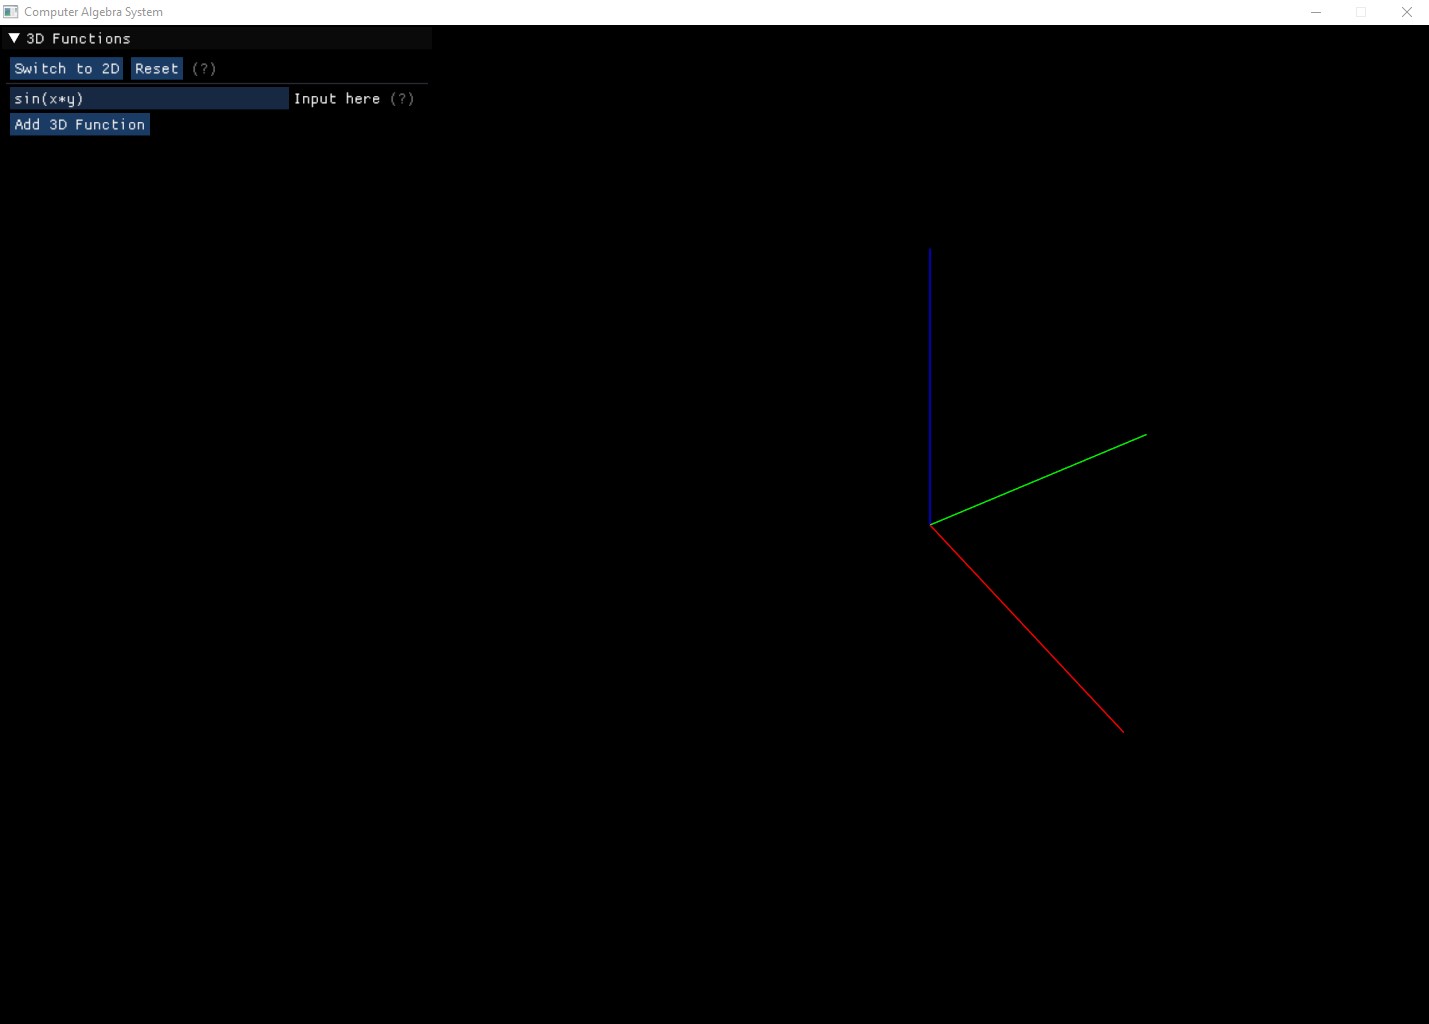 Computer Algebra System
3D Functions
Switch to 2D Reset (?)
sin(x*y) Input here (?)
Add 3D Function